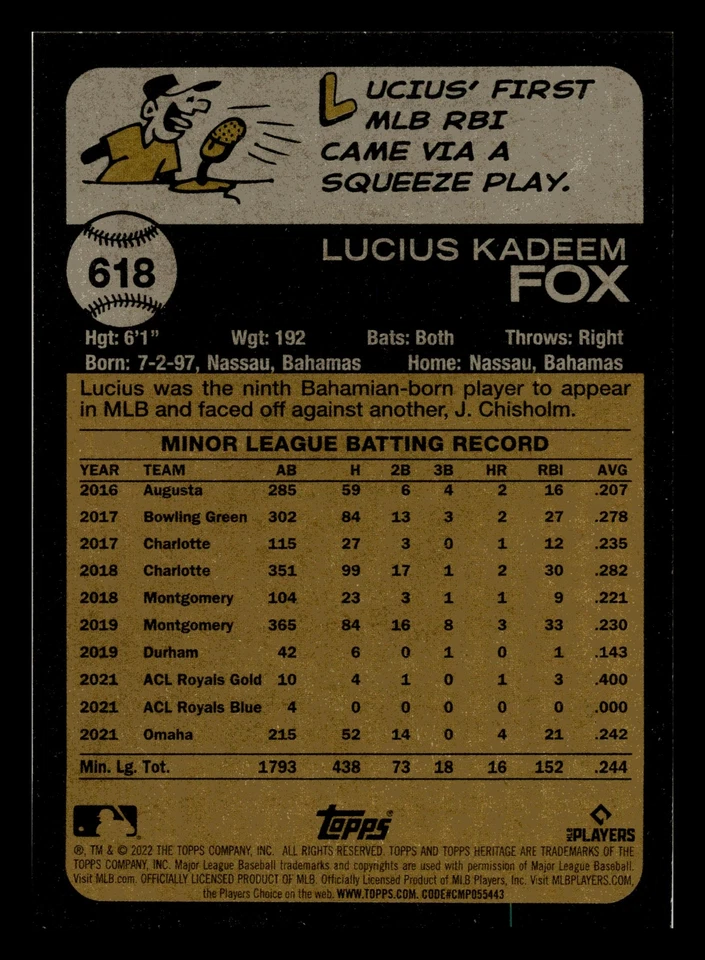 LUCIUS' FIRST
MLB RBI
CAME VIA A
SQUEEZE PLAY.
618
LUCIUS KADEEM
FOX
Hgt: 6'1" Wgt: 192 Bats: Both Throws: Right
Born: 7-2-97, Nassau, Bahamas Home: Nassau, Bahamas
Lucius was the ninth Bahamian-born player to appear
in MLB and faced off against another, J. Chisholm.
MINOR LEAGUE BATTING RECORD
YEAR TEAM AB H 2B 3B HR RBI AVG
2016 Augusta 285 59 6 4 2 16 .207
2017 Bowling Green 302 84 13 3 2 27 .278
2017 Charlotte 115 27 3 0 1 12 .235
2018 Charlotte 351 99 17 1 2 30 .282
2018 Montgomery 104 23 3 1 1 9 .221
2019 Montgomery 365 84 16 8 3 33 .230
2019 Durham 42 6 0 1 0 1 .143
2021 ACL Royals Gold 10 4 1 0 1 3 .400
2021 ACL Royals Blue 4 0 0 0 0 0 .000
2021 Omaha 215 52 14 0 4 21 .242
Min. Lg. Tot. 1793 438 73 18 16 152 .244
TOPPS
MLB PLAYERS
®, TM & © 2022 THE TOPPS COMPANY, INC. ALL RIGHTS RESERVED. TOPPS AND TOPPS HERITAGE ARE TRADEMARKS OF THE
TOPPS COMPANY, INC. Major League Baseball trademarks and copyrights are used with permission of Major League Baseball.
Visit MLB.com. OFFICIALLY LICENSED PRODUCT OF MLB. Officially Licensed Product of MLB Players, Inc. Visit MLBPLAYERS.COM,
the Players Choice on the web. WWW.TOPPS.COM. CODE#CMP055443